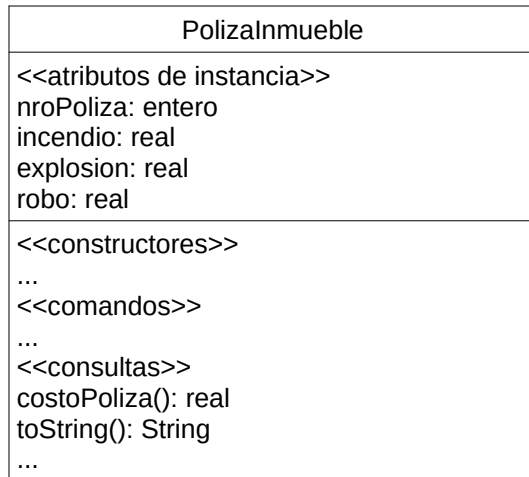 PolizaInmueble
<<atributos de instancia>>
nroPoliza: entero
incendio: real
explosion: real
robo: real
<<constructores>>
...
<<comandos>>
...
<<consultas>>
costoPoliza(): real
toString(): String
...